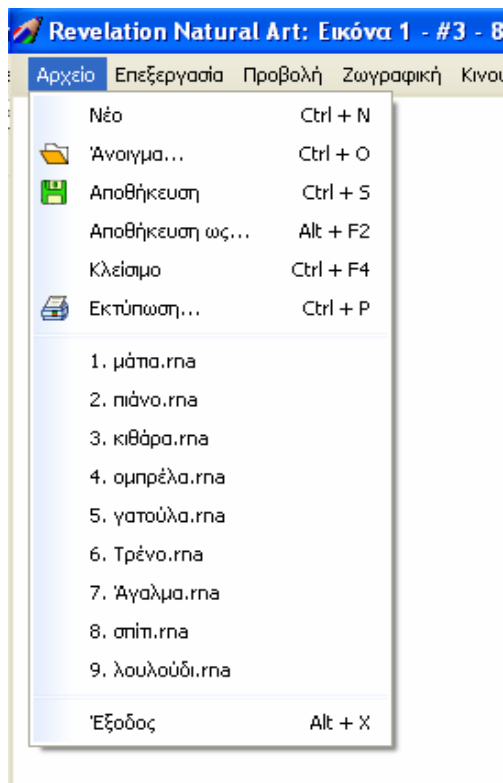 Revelation Natural Art: Εικόνα 1 - #3 - 8
Αρχείο Επεξεργασία Προβολή Ζωγραφική Κινου
Νέο Ctrl + N
Άνοιγμα... Ctrl + O
Αποθήκευση Ctrl + S
Αποθήκευση ως... Alt + F2
Κλείσιμο Ctrl + F4
Εκτύπωση... Ctrl + P
1. μάτια.rna
2. πιάνο.rna
3. κιθάρα.rna
4. ομπρέλα.rna
5. γατούλα.rna
6. Τρένο.rna
7. Άγαλμα.rna
8. σπίτι.rna
9. λουλούδι.rna
Έξοδος Alt + X